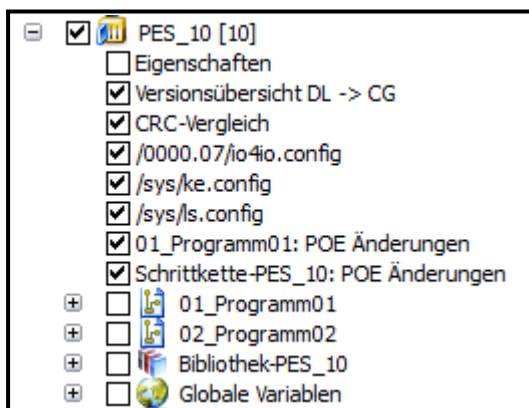 PES_10 [10]
Eigenschaften
Versionsübersicht DL -> CG
CRC-Vergleich
/0000.07/io4io.config
/sys/ke.config
/sys/ls.config
01_Programm01: POE Änderungen
Schrittkette-PES_10: POE Änderungen
01_Programm01
02_Programm02
Bibliothek-PES_10
Globale Variablen